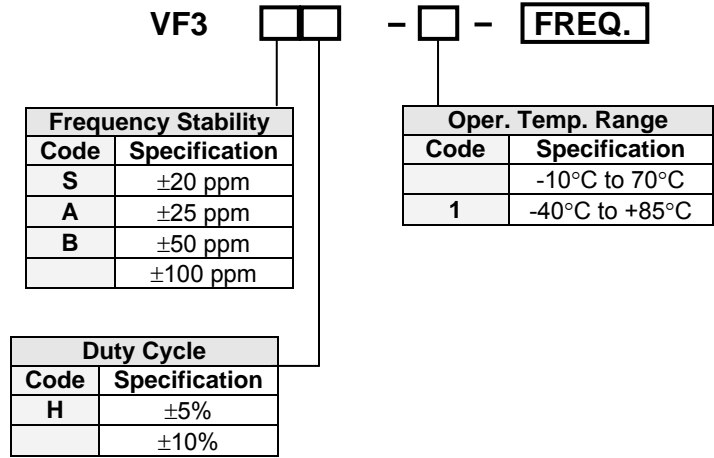 VF3 – – FREQ.
Frequency Stability
Code Specification
S ±20 ppm
A ±25 ppm
B ±50 ppm
±100 ppm
Oper. Temp. Range
Code Specification
-10°C to 70°C
1 -40°C to +85°C
Duty Cycle
Code Specification
H ±5%
±10%